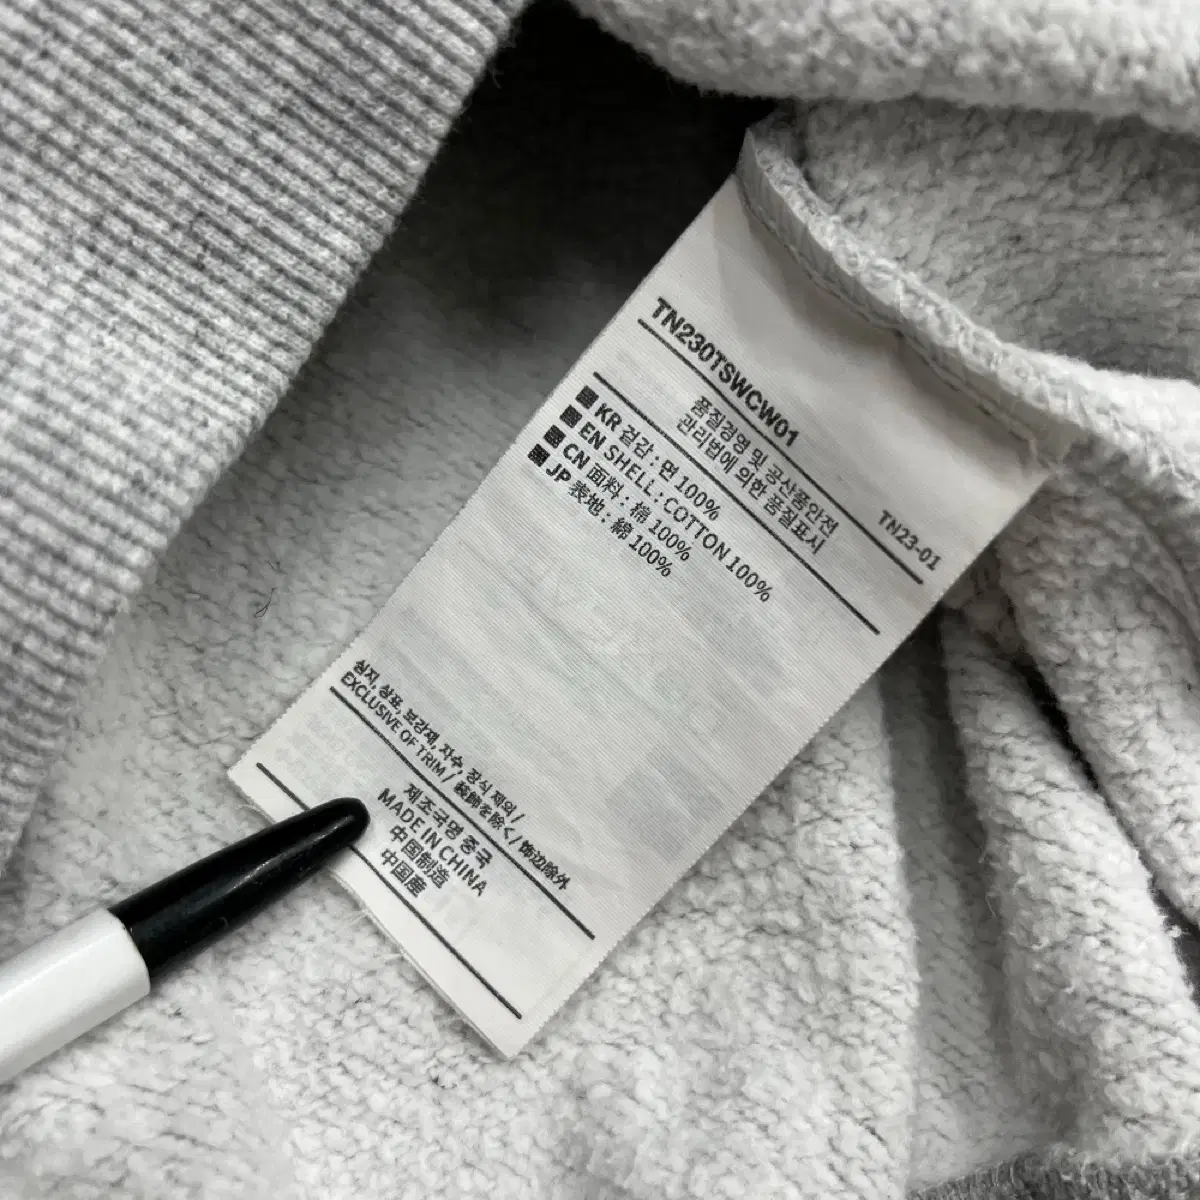 TN230TSWCW01
TN23-01
품질경영 및 공산품안전
관리법에 의한 품질표시
KR 겉감 : 면 100%
EN SHELL : COTTON 100%
CN 面料 : 棉 100%
JP 表地 : 綿 100%
심지, 상표, 보강재, 자수, 장식 제외 /
EXCLUSIVE OF TRIM / 装飾を除く / 饰边除外
제조국명 중국
MADE IN CHINA
中国制造
中国産